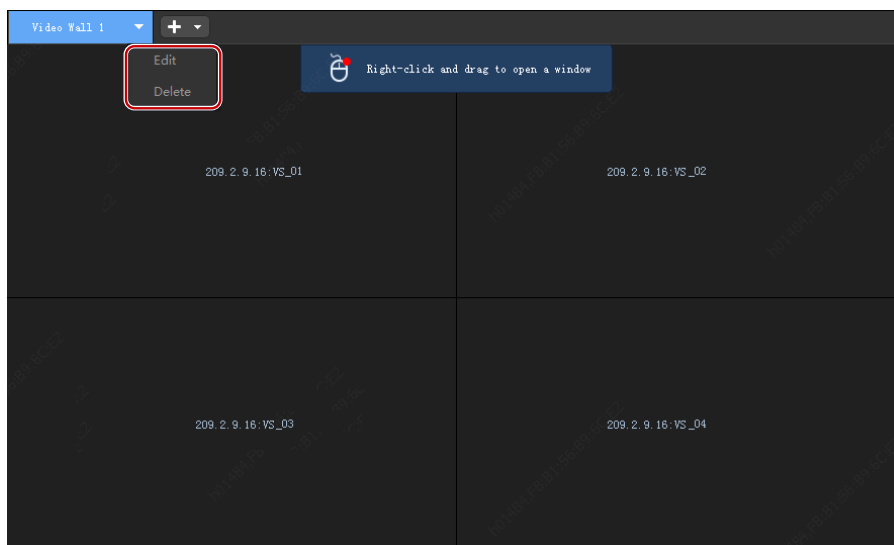 Video Wall 1
Edit
Delete
Right-click and drag to open a window
209.2.9.16:VS_01
209.2.9.16:VS_02
209.2.9.16:VS_03
209.2.9.16:VS_04